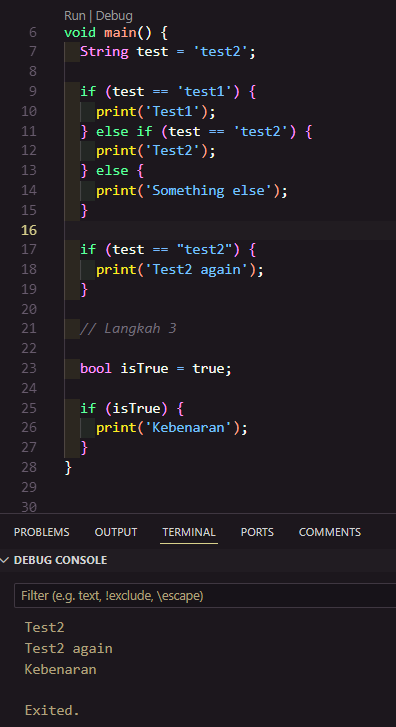 Run | Debug
6 void main() {
7 String test = 'test2';
8
9 if (test == 'test1') {
10 print('Test1');
11 } else if (test == 'test2') {
12 print('Test2');
13 } else {
14 print('Something else');
15 }
16
17 if (test == "test2") {
18 print('Test2 again');
19 }
20
21 // Langkah 3
22
23 bool isTrue = true;
24
25 if (isTrue) {
26 print('Kebenaran');
27 }
28 }
29
30
PROBLEMS OUTPUT TERMINAL PORTS COMMENTS
DEBUG CONSOLE
Filter (e.g. text, !exclude, \escape)
Test2
Test2 again
Kebenaran
Exited.